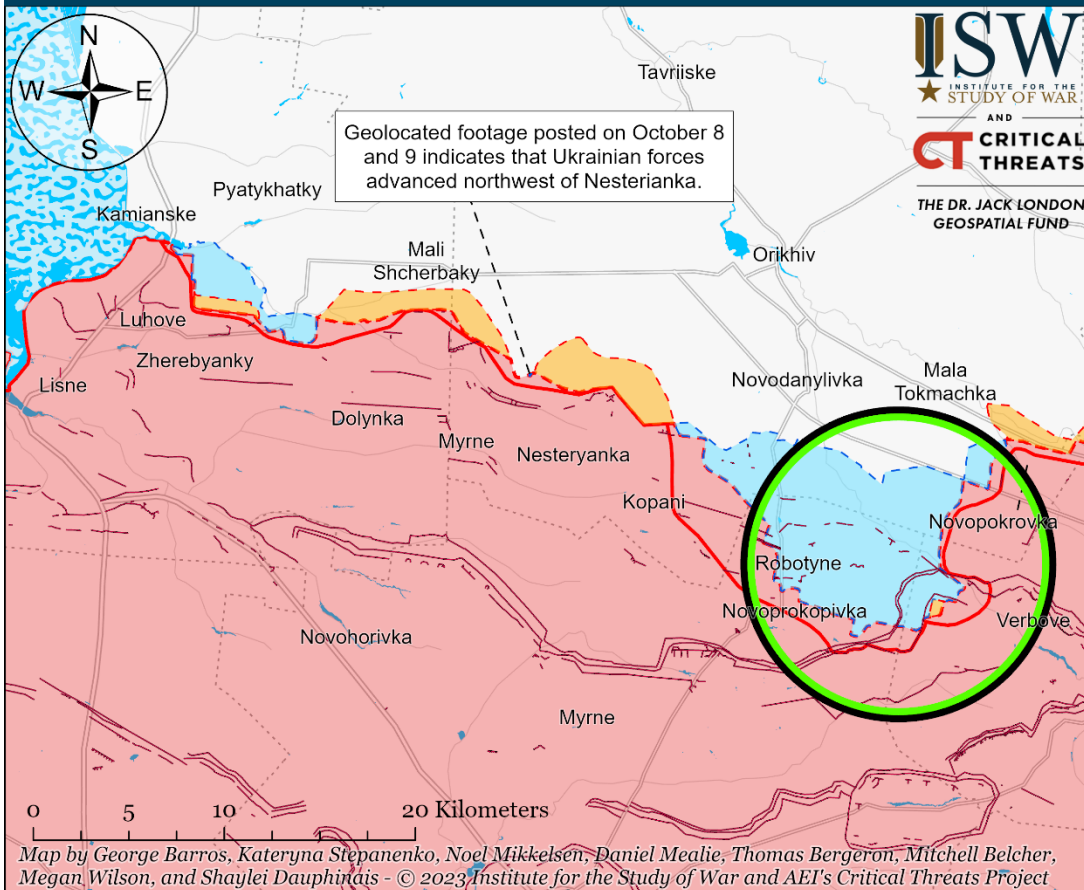 N
W
E
S
ISW
INSTITUTE FOR THE
STUDY OF WAR
AND
CT CRITICAL
THREATS
THE DR. JACK LONDON
GEOSPATIAL FUND
Tavriiske
Geolocated footage posted on October 8
and 9 indicates that Ukrainian forces
advanced northwest of Nesterianka.
Pyatykhatky
Kamianske
Mali
Shcherbaky
Orikhiv
Luhove
Zherebyanky
Lisne
Novodanylivka
Mala
Tokmachka
Dolynka
Myrne
Nesteryanka
Kopani
Novopokrovka
Robotyne
Novoprokopivka
Verbove
Novohorivka
Myrne
0 5 10 20 Kilometers
Map by George Barros, Kateryna Stepanenko, Noel Mikkelsen, Daniel Mealie, Thomas Bergeron, Mitchell Belcher,
Megan Wilson, and Shaylei Dauphinais - © 2023 Institute for the Study of War and AEI's Critical Threats Project